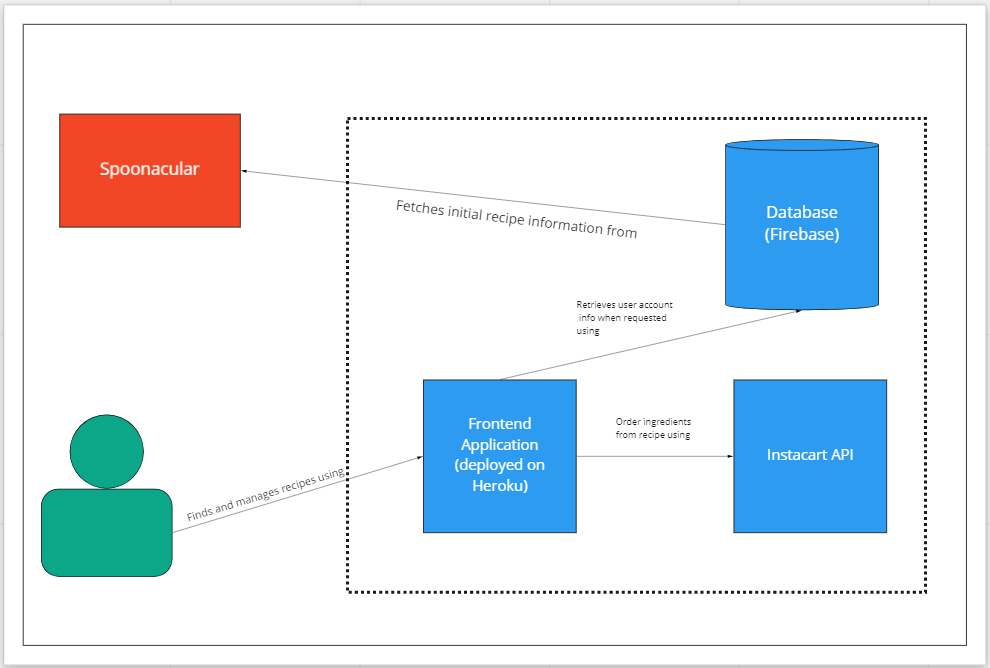 Spoonacular
Fetches initial recipe information from
Database
(Firebase)
Retrieves user account
info when requested
using
Frontend
Application
(deployed on
Heroku)
Order ingredients
from recipe using
Instacart API
Finds and manages recipes using